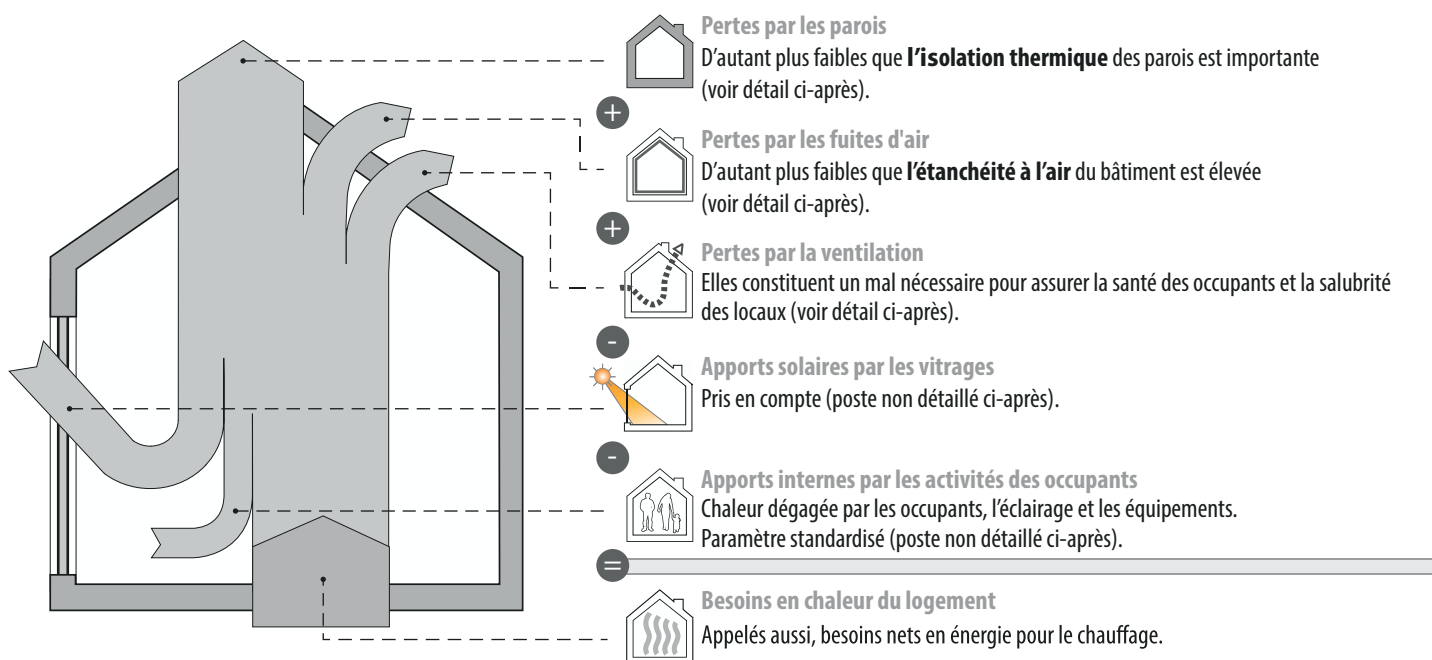 Pertes par les parois
D'autant plus faibles que l'isolation thermique des parois est importante
(voir détail ci-après).
+
Pertes par les fuites d'air
D'autant plus faibles que l'étanchéité à l'air du bâtiment est élevée
(voir détail ci-après).
+
Pertes par la ventilation
Elles constituent un mal nécessaire pour assurer la santé des occupants et la salubrité
des locaux (voir détail ci-après).
-
Apports solaires par les vitrages
Pris en compte (poste non détaillé ci-après).
-
Apports internes par les activités des occupants
Chaleur dégagée par les occupants, l'éclairage et les équipements.
Paramètre standardisé (poste non détaillé ci-après).
=
Besoins en chaleur du logement
Appelés aussi, besoins nets en énergie pour le chauffage.